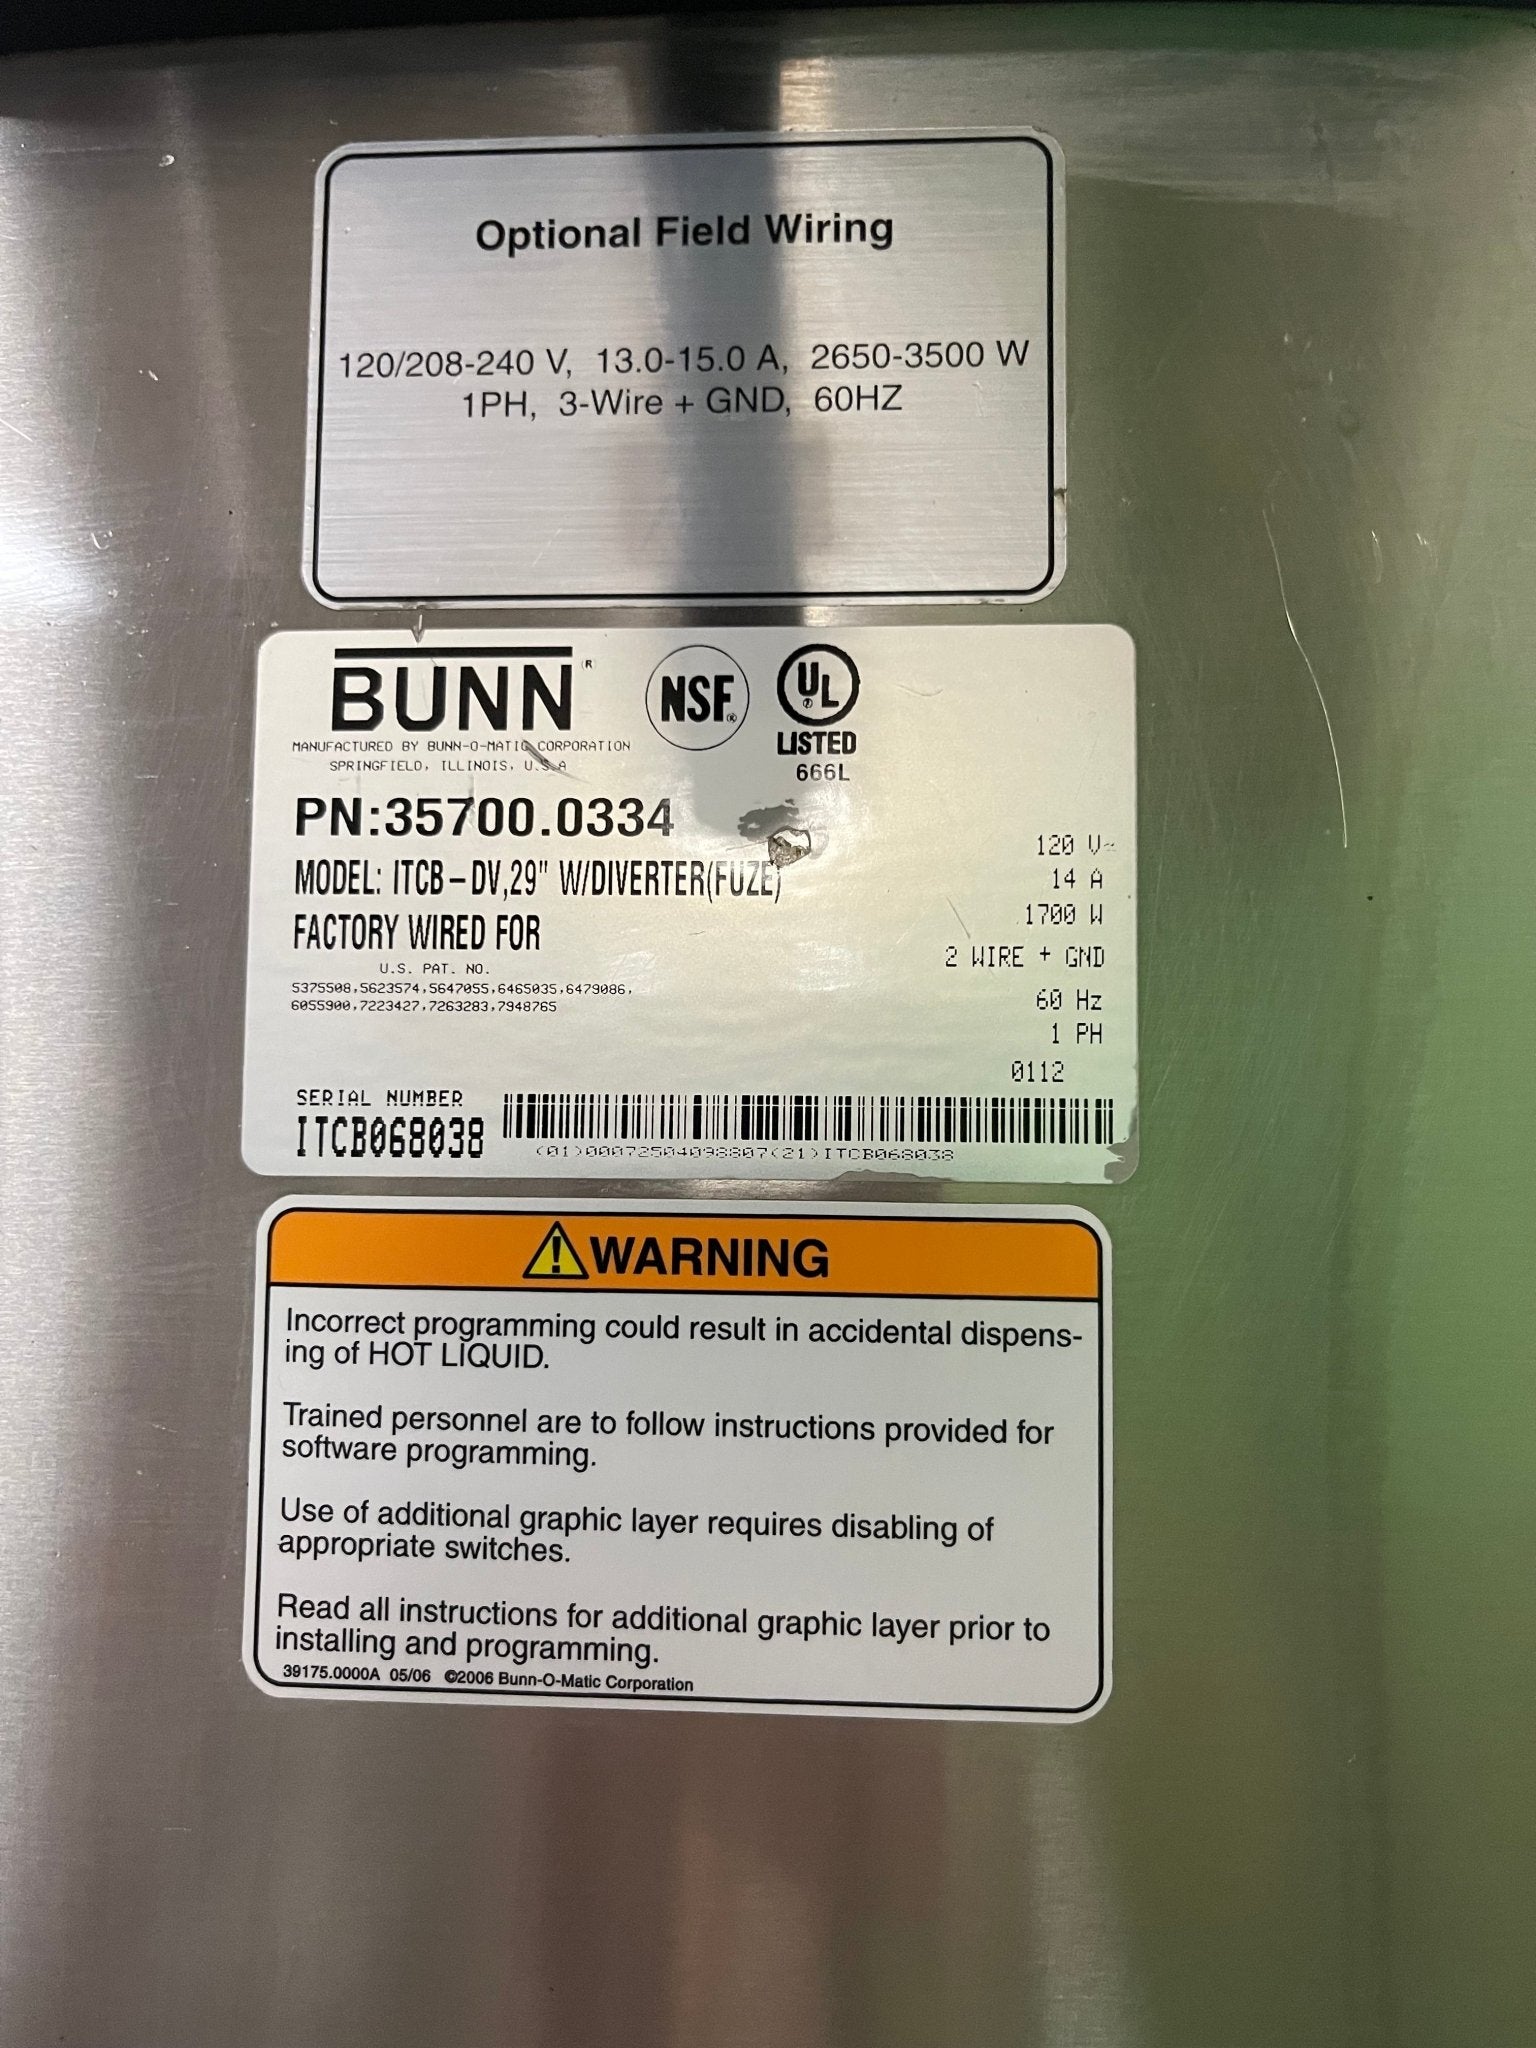 Optional Field Wiring
120/208-240 V, 13.0-15.0 A, 2650-3500 W
1PH, 3-Wire + GND, 60HZ
BUNN®
NSF®
UL
LISTED
666L
MANUFACTURED BY BUNN-O-MATIC CORPORATION
SPRINGFIELD, ILLINOIS, U.S.A
PN:35700.0334
MODEL: ITCB-DV,29" W/DIVERTER(FUZE)
FACTORY WIRED FOR
120 V~
14 A
1700 W
2 WIRE + GND
60 Hz
1 PH
0112
U.S. PAT. NO.
5375508,5623574,5647055,6465035,6479086,
6055900,7223427,7263283,7948765
SERIAL NUMBER
ITCB068038
(01)00072504098807(21)ITCB068038
WARNING
Incorrect programming could result in accidental dispens-
ing of HOT LIQUID.
Trained personnel are to follow instructions provided for
software programming.
Use of additional graphic layer requires disabling of
appropriate switches.
Read all instructions for additional graphic layer prior to
installing and programming.
39175.0000A 05/06 ©2006 Bunn-O-Matic Corporation